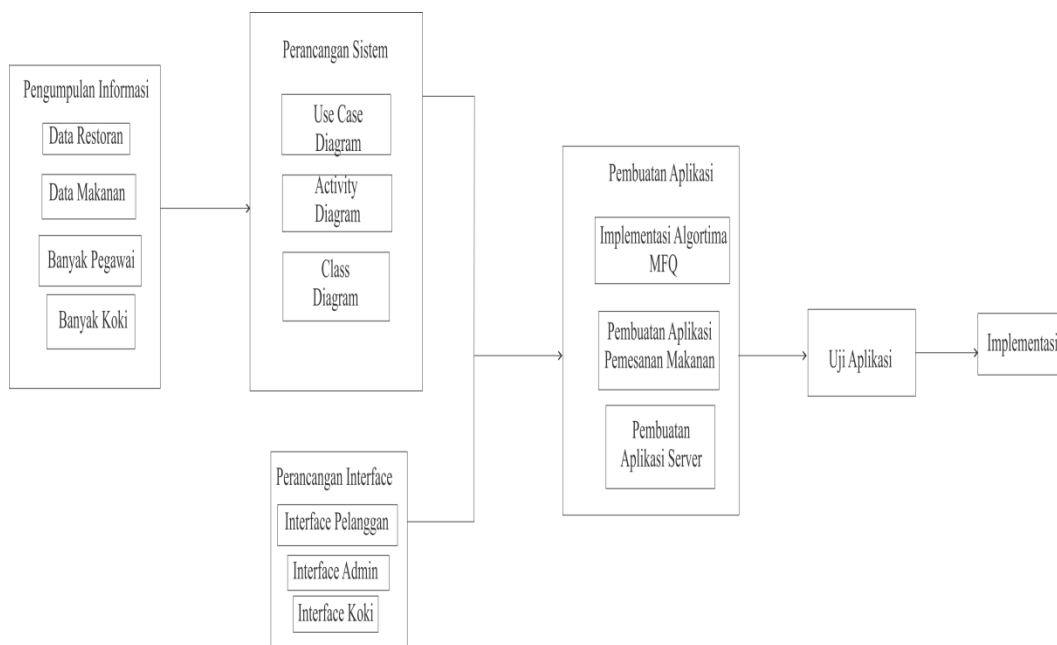 Pengumpulan Informasi
Data Restoran
Data Makanan
Banyak Pegawai
Banyak Koki
Perancangan Sistem
Use Case
Diagram
Activity
Diagram
Class
Diagram
Perancangan Interface
Interface Pelanggan
Interface Admin
Interface Koki
Pembuatan Aplikasi
Implementasi Algortima
MFQ
Pembuatan Aplikasi
Pemesanan Makanan
Pembuatan
Aplikasi Server
Uji Aplikasi
Implementasi